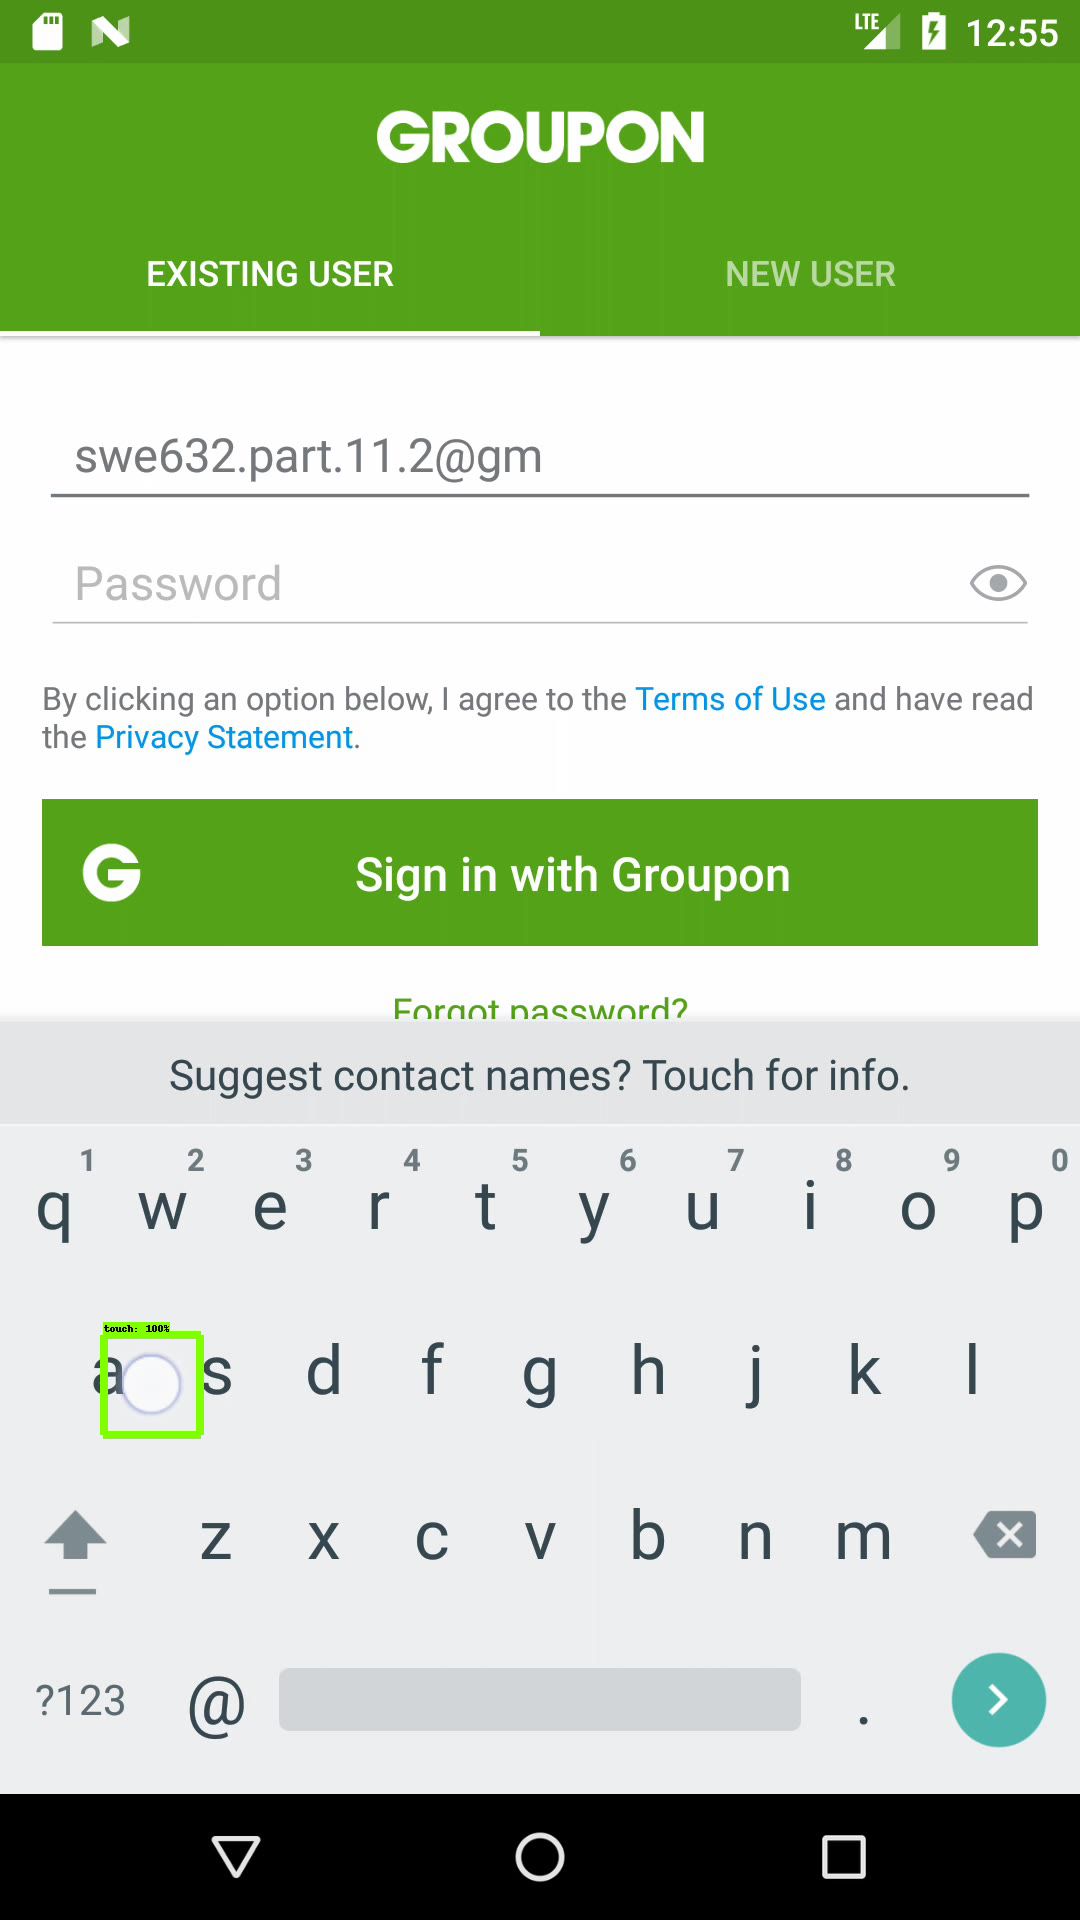 LTE 12:55
GROUPON
EXISTING USER NEW USER
swe632.part.11.2@gm
Password
By clicking an option below, I agree to the Terms of Use and have read
the Privacy Statement.
G Sign in with Groupon
Forgot password?
Suggest contact names? Touch for info.
1 2 3 4 5 6 7 8 9 0
q w e r t y u i o p
touch: 100%
a s d f g h j k l
z x c v b n m
?123 @ .